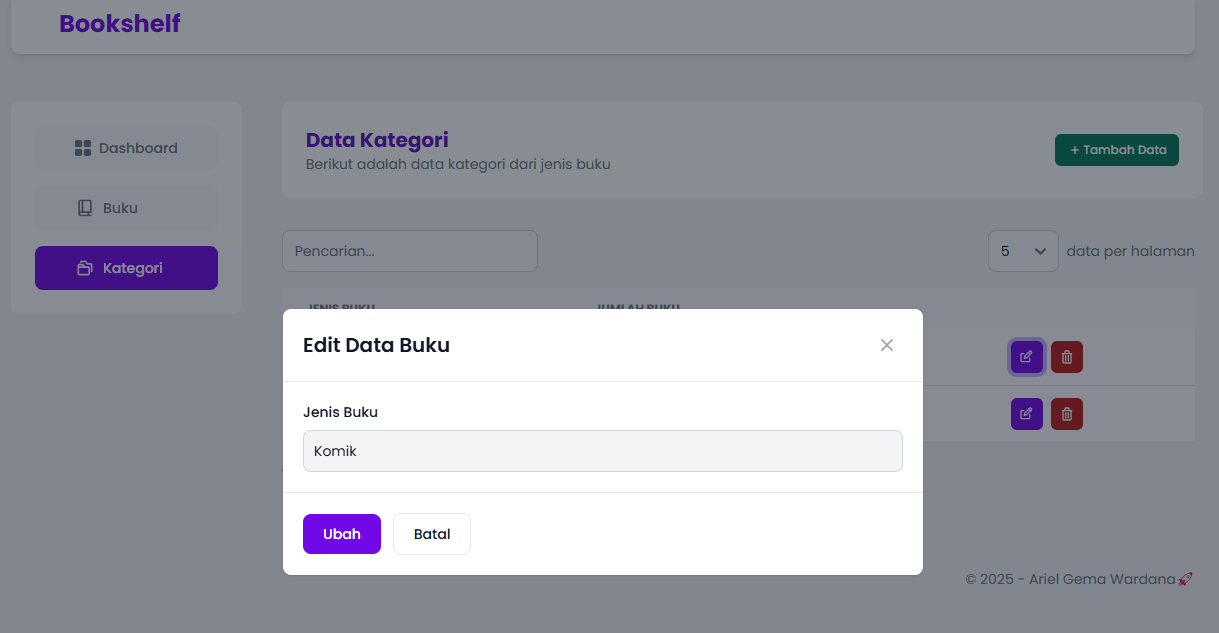 Bookshelf
Dashboard
Buku
Kategori
Data Kategori
Berikut adalah data kategori dari jenis buku
+ Tambah Data
Pencarian...
5
data per halaman
JENIS BUKU
JUMLAH BUKU
Edit Data Buku
Jenis Buku
Komik
Ubah
Batal
© 2025 - Ariel Gema Wardana🚀